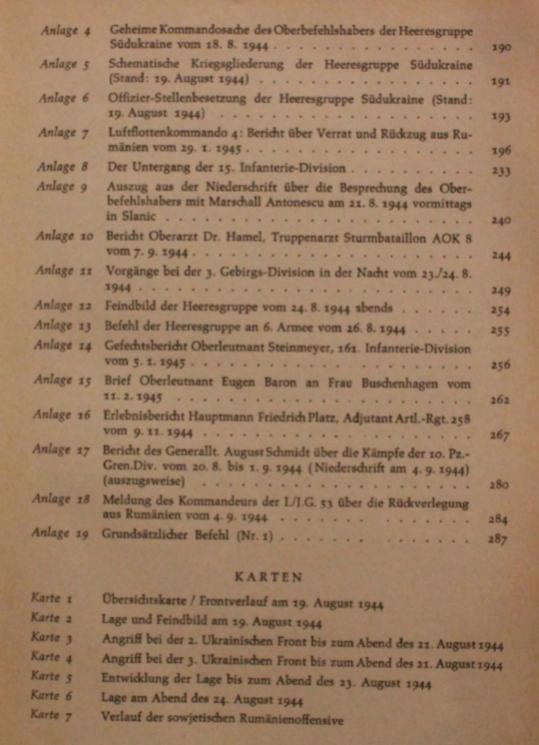 Anlage 4 Geheime Kommandosache des Oberbefehlshabers der Heeresgruppe
Südukraine vom 18. 8. 1944 . . . . . . . . . . . . . . . 190
Anlage 5 Schematische Kriegsgliederung der Heeresgruppe Südukraine
(Stand: 19. August 1944) . . . . . . . . . . . . . . . . 191
Anlage 6 Offizier-Stellenbesetzung der Heeresgruppe Südukraine (Stand:
19. August 1944) . . . . . . . . . . . . . . . . . . . 193
Anlage 7 Luftflottenkommando 4: Bericht über Verrat und Rückzug aus Ru-
mänien vom 29. 1. 1945 . . . . . . . . . . . . . . . . 196
Anlage 8 Der Untergang der 15. Infanterie-Division . . . . . . . . . 233
Anlage 9 Auszug aus der Niederschrift über die Besprechung des Ober-
befehlshabers mit Marschall Antonescu am 21. 8. 1944 vormittags
in Slanic . . . . . . . . . . . . . . . . . . . . . . 240
Anlage 10 Bericht Oberarzt Dr. Hamel, Truppenarzt Sturmbataillon AOK 8
vom 7. 9. 1944 . . . . . . . . . . . . . . . . . . . . 244
Anlage 11 Vorgänge bei der 3. Gebirgs-Division in der Nacht vom 23./24. 8.
1944 . . . . . . . . . . . . . . . . . . . . . . . . 249
Anlage 12 Feindbild der Heeresgruppe vom 24. 8. 1944 abends . . . . . 254
Anlage 13 Befehl der Heeresgruppe an 6. Armee vom 26. 8. 1944 . . . . . 255
Anlage 14 Gefechtsbericht Oberleutnant Steinmeyer, 161. Infanterie-Division
vom 5. 1. 1945 . . . . . . . . . . . . . . . . . . . . 256
Anlage 15 Brief Oberleutnant Eugen Baron an Frau Buschenhagen vom
11. 2. 1945 . . . . . . . . . . . . . . . . . . . . . 262
Anlage 16 Erlebnisbericht Hauptmann Friedrich Platz, Adjutant Artl.-Rgt. 258
vom 9. 11. 1944 . . . . . . . . . . . . . . . . . . . 267
Anlage 17 Bericht des Generallt. August Schmidt über die Kämpfe der 10. Pz.-
Gren.Div. vom 20. 8. bis 1. 9. 1944 (Niederschrift am 4. 9. 1944)
(auszugsweise) . . . . . . . . . . . . . . . . . . . . 280
Anlage 18 Meldung des Kommandeurs der I./J.G. 53 über die Rückverlegung
aus Rumänien vom 4. 9. 1944 . . . . . . . . . . . . . . 284
Anlage 19 Grundsätzlicher Befehl (Nr. 1) . . . . . . . . . . . . . . 287
KARTEN
Karte 1 Übersichtskarte / Frontverlauf am 19. August 1944
Karte 2 Lage und Feindbild am 19. August 1944
Karte 3 Angriff bei der 2. Ukrainischen Front bis zum Abend des 21. August 1944
Karte 4 Angriff bei der 3. Ukrainischen Front bis zum Abend des 21. August 1944
Karte 5 Entwicklung der Lage bis zum Abend des 23. August 1944
Karte 6 Lage am Abend des 24. August 1944
Karte 7 Verlauf der sowjetischen Rumänienoffensive